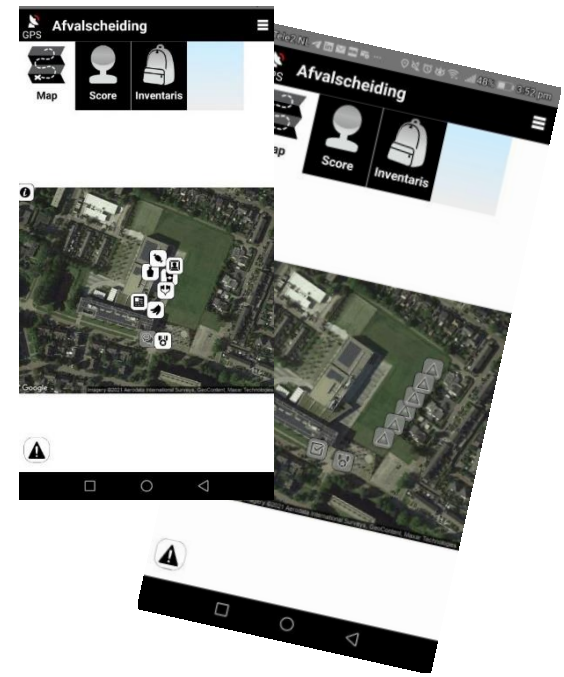 GPS
Afvalscheiding
Map
Score
Inventaris
Google
Imagery ©2021 Aerodata International Surveys, GeoContent, Maxar Technologies
48%
3:52 pm
Afvalscheiding
Score
Inventaris
Imagery ©2021 Aerodata International Surveys, GeoContent, Maxar Technologies